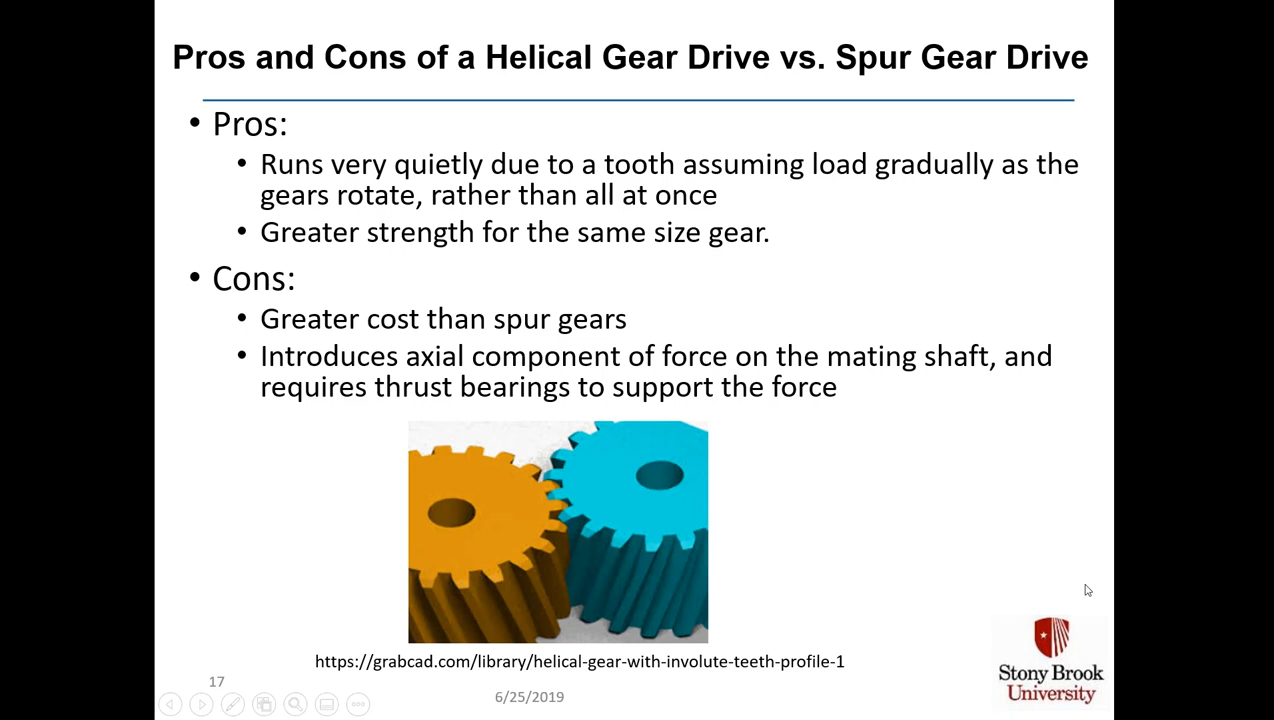 Pros and Cons of a Helical Gear Drive vs. Spur Gear Drive
• Pros:
• Runs very quietly due to a tooth assuming load gradually as the
gears rotate, rather than all at once
• Greater strength for the same size gear.
• Cons:
• Greater cost than spur gears
• Introduces axial component of force on the mating shaft, and
requires thrust bearings to support the force
https://grabcad.com/library/helical-gear-with-involute-teeth-profile-1
17
6/25/2019
Stony Brook
University